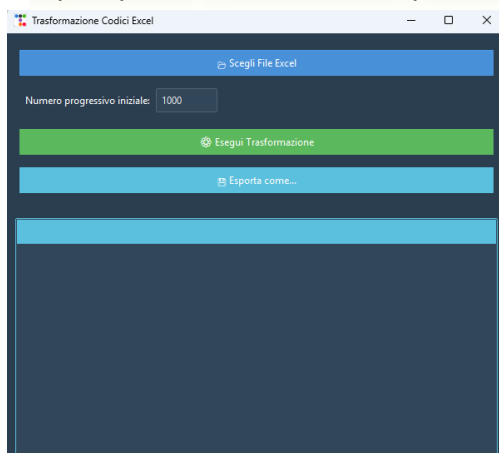 Trasformazione Codici Excel
Scegli File Excel
Numero progressivo iniziale: 1000
Esegui Trasformazione
Esporta come...